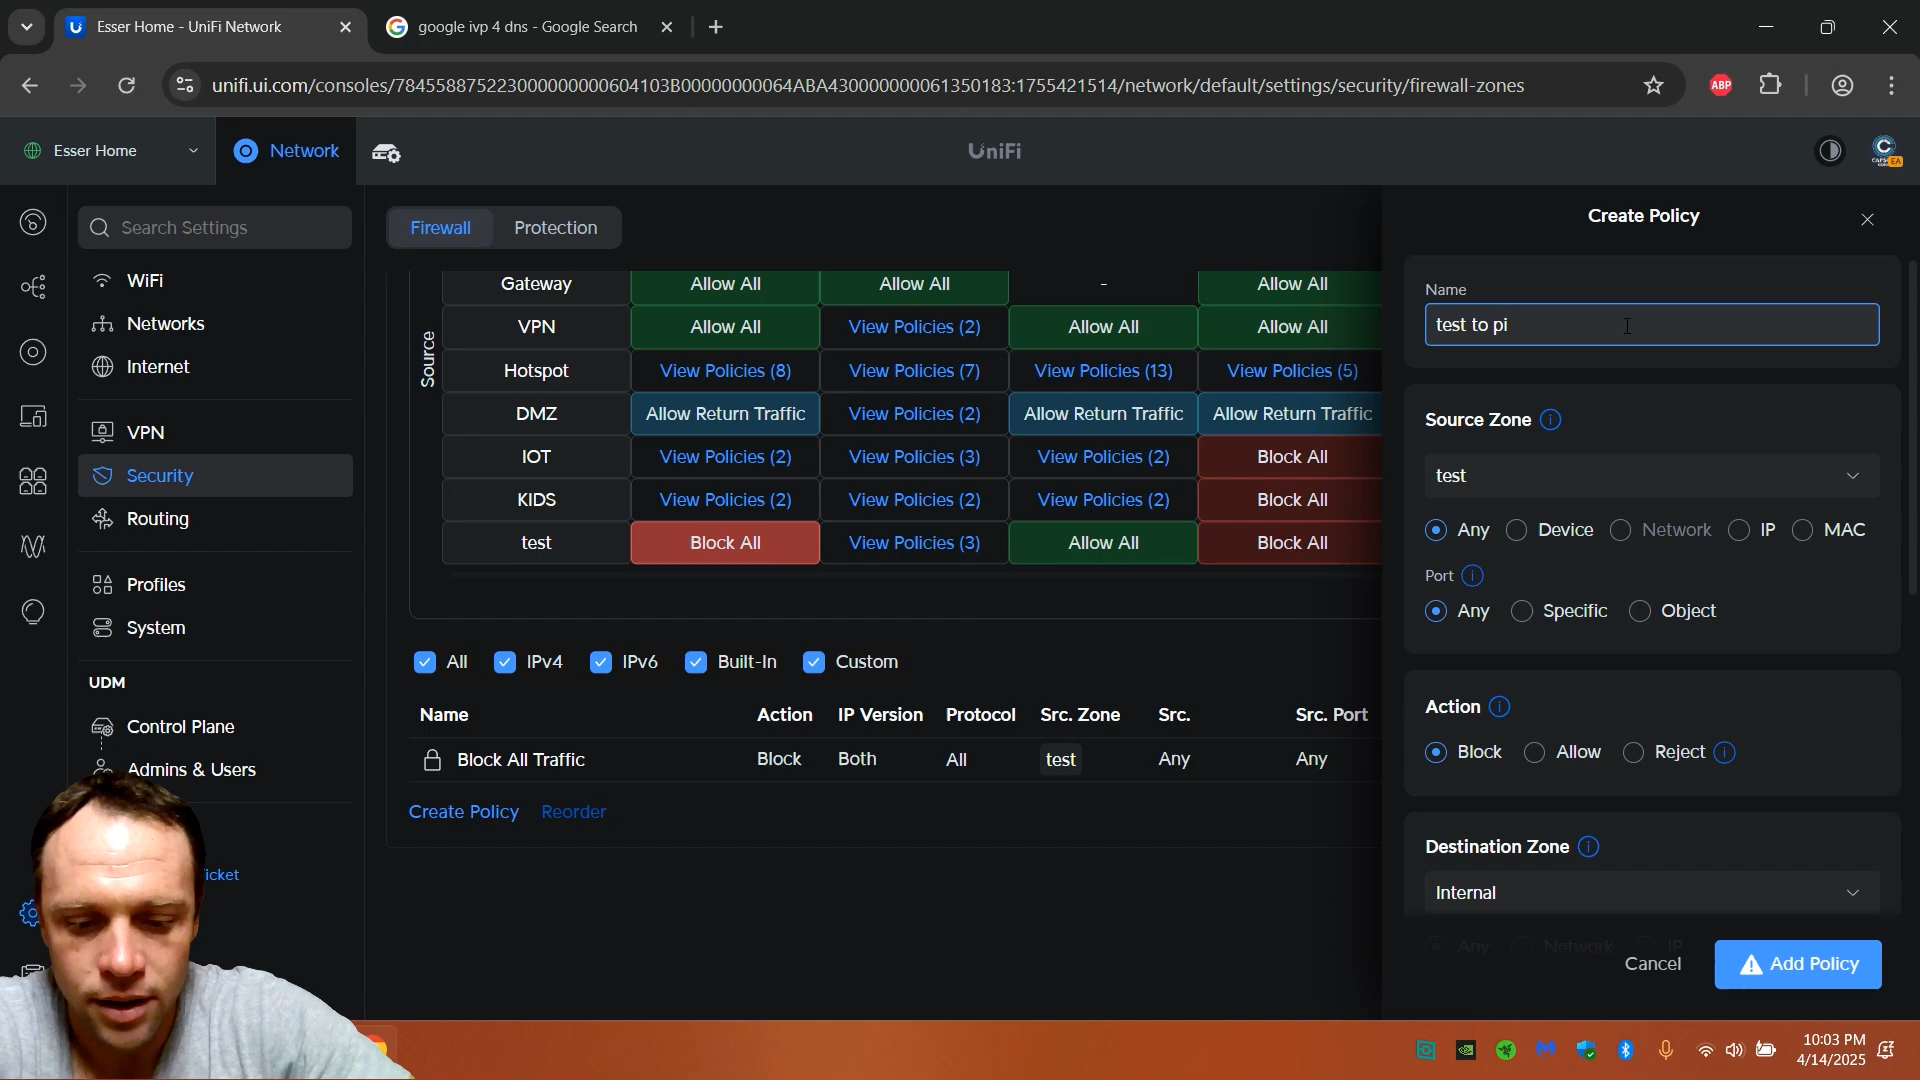 Esser Home - UniFi Network
google ivp 4 dns - Google Search
unifi.ui.com/consoles/784558875223000000000604103B00000000064ABA430000000061350183:1755421514/network/default/settings/security/firewall-zones
ABP
Esser Home
Network
UniFi
EA
Search Settings
WiFi
Networks
Internet
VPN
Security
Routing
Profiles
System
UDM
Control Plane
Admins & Users
icket
Firewall
Protection
Source
Gateway Allow All Allow All - Allow All
VPN Allow All View Policies (2) Allow All Allow All
Hotspot View Policies (8) View Policies (7) View Policies (13) View Policies (5)
DMZ Allow Return Traffic View Policies (2) Allow Return Traffic Allow Return Traffic
IOT View Policies (2) View Policies (3) View Policies (2) Block All
KIDS View Policies (2) View Policies (2) View Policies (2) Block All
test Block All View Policies (3) Allow All Block All
All IPv4 IPv6 Built-In Custom
Name Action IP Version Protocol Src. Zone Src. Src. Port
Block All Traffic Block Both All test Any Any
Create Policy Reorder
Create Policy
Name
test to pi
Source Zone
test
Any Device Network IP MAC
Port
Any Specific Object
Action
Block Allow Reject
Destination Zone
Internal
Any Network IP
Cancel Add Policy
10:03 PM
4/14/2025